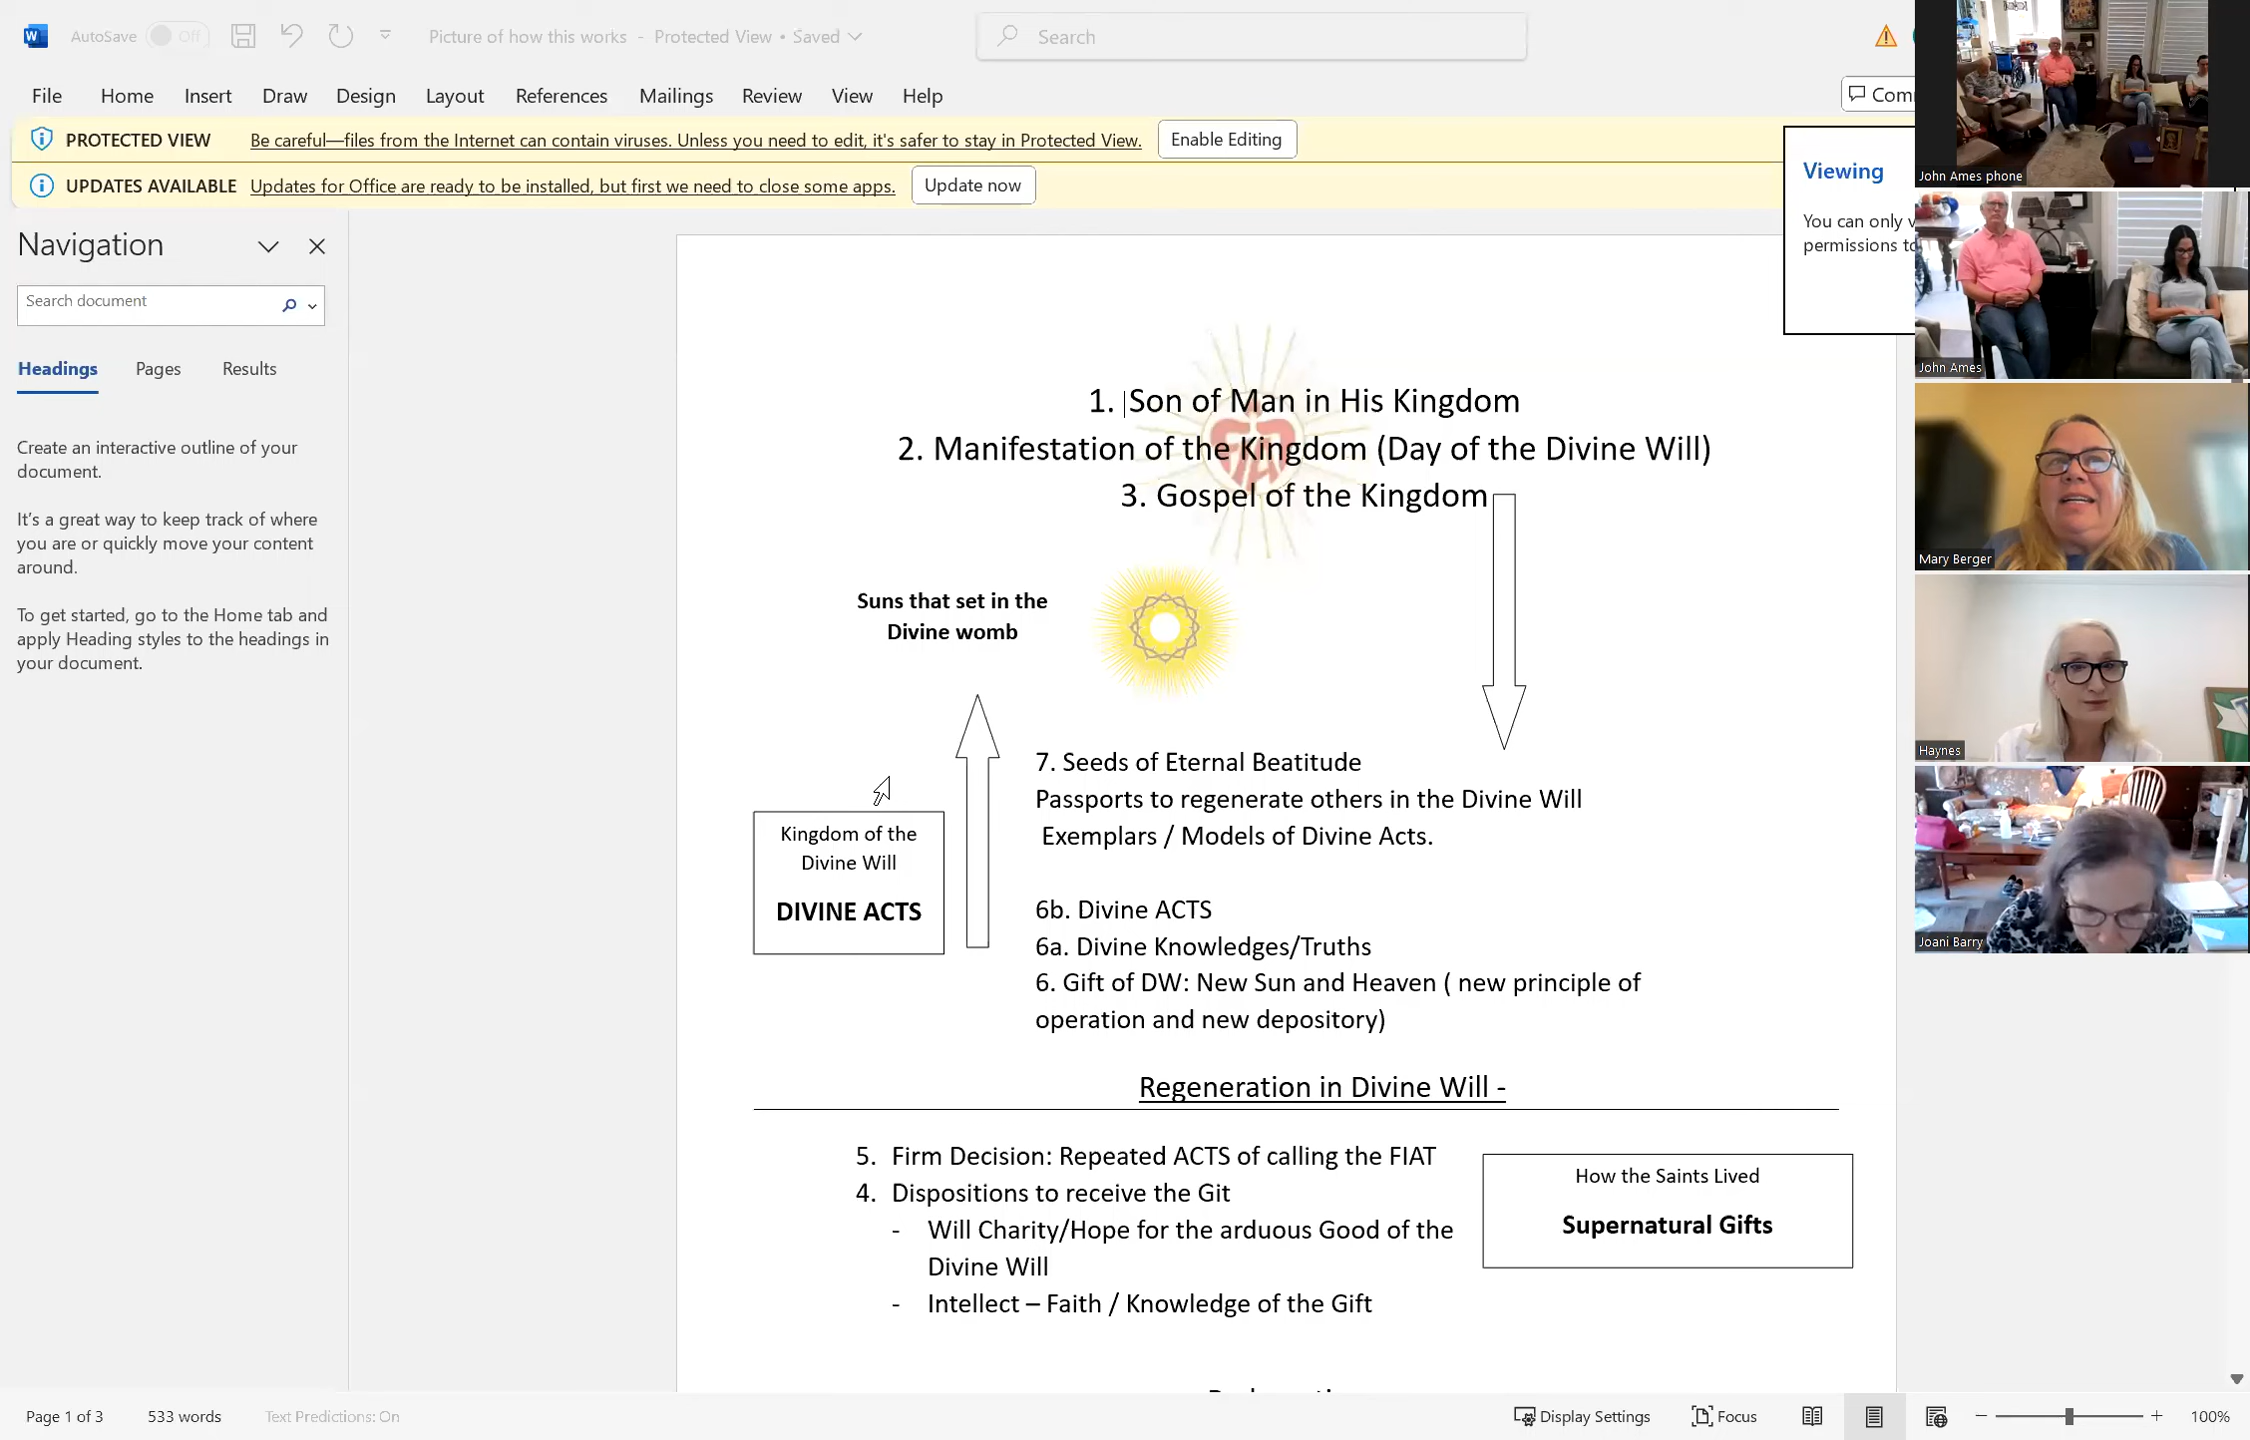 AutoSave Off
Picture of how this works - Protected View • Saved
Search
File Home Insert Draw Design Layout References Mailings Review View Help
PROTECTED VIEW Be careful—files from the Internet can contain viruses. Unless you need to edit, it's safer to stay in Protected View. Enable Editing
UPDATES AVAILABLE Updates for Office are ready to be installed, but first we need to close some apps. Update now
Navigation
Search document
Headings Pages Results
Create an interactive outline of your
document.
It's a great way to keep track of where
you are or quickly move your content
around.
To get started, go to the Home tab and
apply Heading styles to the headings in
your document.
1. Son of Man in His Kingdom
2. Manifestation of the Kingdom (Day of the Divine Will)
3. Gospel of the Kingdom
FIAT
Suns that set in the
Divine womb
7. Seeds of Eternal Beatitude
Passports to regenerate others in the Divine Will
Exemplars / Models of Divine Acts.
Kingdom of the
Divine Will
DIVINE ACTS
6b. Divine ACTS
6a. Divine Knowledges/Truths
6. Gift of DW: New Sun and Heaven ( new principle of
operation and new depository)
Regeneration in Divine Will -
5. Firm Decision: Repeated ACTS of calling the FIAT
4. Dispositions to receive the Git
- Will Charity/Hope for the arduous Good of the
Divine Will
- Intellect – Faith / Knowledge of the Gift
How the Saints Lived
Supernatural Gifts
Viewing
You can only
permissions to
John Ames phone
John Ames
Mary Berger
Haynes
Joani Barry
Page 1 of 3
533 words
Text Predictions: On
Display Settings
Focus
100%